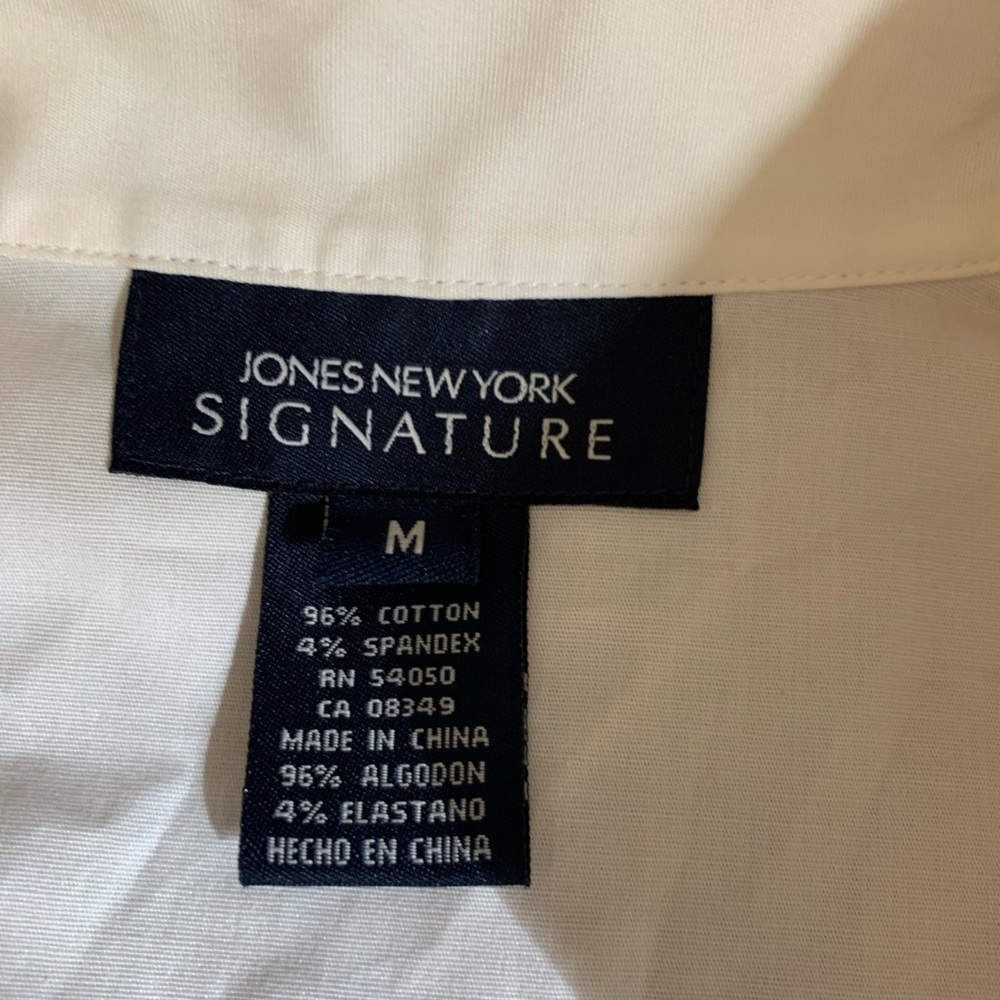 JONES NEW YORK
SIGNATURE
M
96% COTTON
4% SPANDEX
RN 54050
CA 08349
MADE IN CHINA
96% ALGODON
4% ELASTANO
HECHO EN CHINA